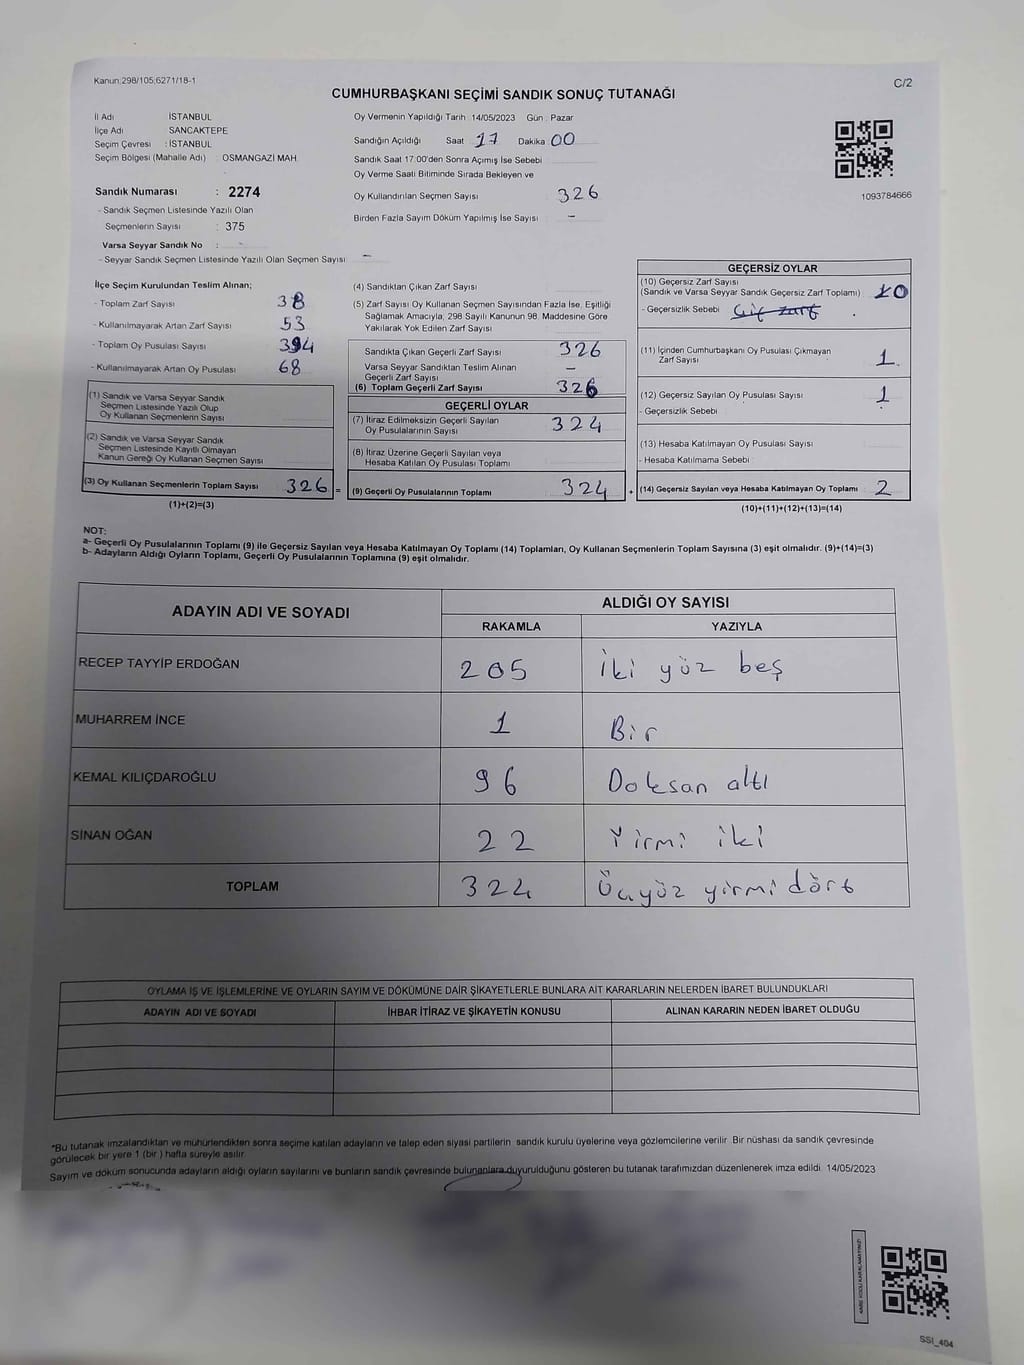 Kanun:298/105;6271/18-1
C/2
CUMHURBAŞKANI SEÇİMİ SANDIK SONUÇ TUTANAĞI
İl Adı İSTANBUL
İlçe Adı SANCAKTEPE
Seçim Çevresi : İSTANBUL
Seçim Bölgesi (Mahalle Adı) : OSMANGAZİ MAH.
Sandık Numarası : 2274
- Sandık Seçmen Listesinde Yazılı Olan
Seçmenlerin Sayısı : 375
Varsa Seyyar Sandık No : -
- Seyyar Sandık Seçmen Listesinde Yazılı Olan Seçmen Sayısı: -
Oy Vermenin Yapıldığı Tarih 14/05/2023 Gün : Pazar
Sandığın Açıldığı Saat 17 Dakika 00
Sandık Saat 17:00'den Sonra Açımış İse Sebebi
Oy Verme Saati Bitiminde Sırada Bekleyen ve
Oy Kullandırılan Seçmen Sayısı 326
Birden Fazla Sayım Döküm Yapılmış İse Sayısı : -
1093784666
İlçe Seçim Kurulundan Teslim Alınan;
- Toplam Zarf Sayısı
- Kullanılmayarak Artan Zarf Sayısı 53
- Toplam Oy Pusulası Sayısı 394
- Kullanılmayarak Artan Oy Pusulası 68
(1) Sandık ve Varsa Seyyar Sandık
Seçmen Listesinde Yazılı Olup
Oy Kullanan Seçmenlerin Sayısı
(2) Sandık ve Varsa Seyyar Sandık
Seçmen Listesinde Kayıtlı Olmayan
Kanun Gereği Oy Kullanan Seçmen Sayısı
(3) Oy Kullanan Seçmenlerin Toplam Sayısı 326 =
(1)+(2)=(3)
(4) Sandıktan Çıkan Zarf Sayısı
(5) Zarf Sayısı Oy Kullanan Seçmen Sayısından Fazla İse, Eşitliği
Sağlamak Amacıyla, 298 Sayılı Kanunun 98. Maddesine Göre
Yakılarak Yok Edilen Zarf Sayısı
Sandıkta Çıkan Geçerli Zarf Sayısı 326
Varsa Seyyar Sandıktan Teslim Alınan
Geçerli Zarf Sayısı -
(6) Toplam Geçerli Zarf Sayısı 326
GEÇERLİ OYLAR
(7) İtiraz Edilmeksizin Geçerli Sayılan
Oy Pusulalarının Sayısı 324
(8) İtiraz Üzerine Geçerli Sayılan veya
Hesaba Katılan Oy Pusulası Toplamı
(9) Geçerli Oy Pusulalarının Toplamı 324 +
GEÇERSİZ OYLAR
(10) Geçersiz Zarf Sayısı
(Sandık ve Varsa Seyyar Sandık Geçersiz Zarf Toplamı) 0
- Geçersizlik Sebebi
(11) İçinden Cumhurbaşkanı Oy Pusulası Çıkmayan
Zarf Sayısı 1
(12) Geçersiz Sayılan Oy Pusulası Sayısı 1
- Geçersizlik Sebebi
(13) Hesaba Katılmayan Oy Pusulası Sayısı
- Hesaba Katılmama Sebebi
(14) Geçersiz Sayılan veya Hesaba Katılmayan Oy Toplamı 2
(10)+(11)+(12)+(13)=(14)
NOT:
a- Geçerli Oy Pusulalarının Toplamı (9) ile Geçersiz Sayılan veya Hesaba Katılmayan Oy Toplamı (14) Toplamları, Oy Kullanan Seçmenlerin Toplam Sayısına (3) eşit olmalıdır. (9)+(14)=(3)
b- Adayların Aldığı Oyların Toplamı, Geçerli Oy Pusulalarının Toplamına (9) eşit olmalıdır.
ADAYIN ADI VE SOYADI ALDIĞI OY SAYISI
RAKAMLA YAZIYLA
RECEP TAYYİP ERDOĞAN 205 İki yüz beş
MUHARREM İNCE 1 Bir
KEMAL KILIÇDAROĞLU 96 Doksan altı
SİNAN OĞAN 22 Yirmi iki
TOPLAM 324 Üçyüz yirmi dört
OYLAMA İŞ VE İŞLEMLERİNE VE OYLARIN SAYIM VE DÖKÜMÜNE DAİR ŞİKAYETLERLE BUNLARA AİT KARARLARIN NELERDEN İBARET BULUNDUKLARI
ADAYIN ADI VE SOYADI İHBAR İTİRAZ VE ŞİKAYETİN KONUSU ALINAN KARARIN NEDEN İBARET OLDUĞU
*Bu tutanak imzalandıktan ve mühürlendikten sonra seçime katılan adayların ve talep eden siyasi partilerin sandık kurulu üyelerine veya gözlemcilerine verilir. Bir nüshası da sandık çevresinde
görülecek bir yere 1 (bir) hafta süreyle asılır.
Sayım ve döküm sonucunda adayların aldığı oyların sayılarını ve bunların sandık çevresinde bulunanlara duyurulduğunu gösteren bu tutanak tarafımızdan düzenlenerek imza edildi. 14/05/2023
SSI_404